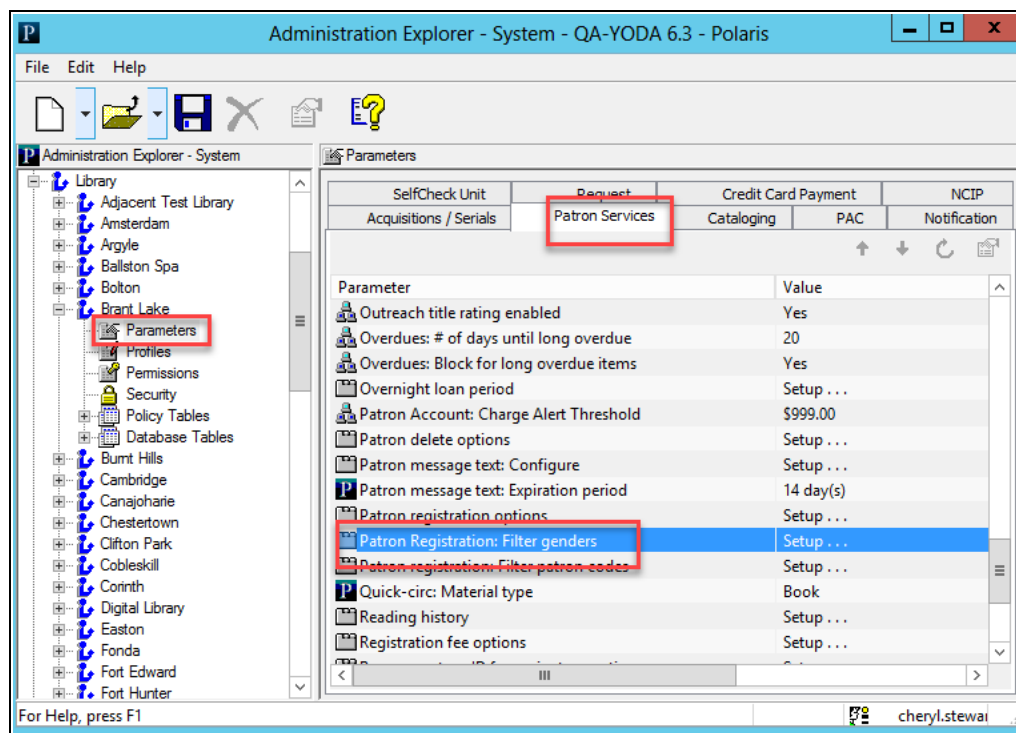 Administration Explorer - System - QA-YODA 6.3 - Polaris
File Edit Help
Administration Explorer - System
Library
Adjacent Test Library
Amsterdam
Argyle
Ballston Spa
Bolton
Brant Lake
Parameters
Profiles
Permissions
Security
Policy Tables
Database Tables
Burnt Hills
Cambridge
Canajoharie
Chestertown
Clifton Park
Cobleskill
Corinth
Digital Library
Easton
Fonda
Fort Edward
Fort Hunter
Parameters
SelfCheck Unit Request Credit Card Payment NCIP
Acquisitions / Serials Patron Services Cataloging PAC Notification
Parameter Value
Outreach title rating enabled Yes
Overdues: # of days until long overdue 20
Overdues: Block for long overdue items Yes
Overnight loan period Setup . . .
Patron Account: Charge Alert Threshold $999.00
Patron delete options Setup . . .
Patron message text: Configure Setup . . .
Patron message text: Expiration period 14 day(s)
Patron registration options Setup . . .
Patron Registration: Filter genders Setup . . .
Patron registration: Filter patron codes Setup . . .
Quick-circ: Material type Book
Reading history Setup . . .
Registration fee options Setup . . .
For Help, press F1
cheryl.stewar